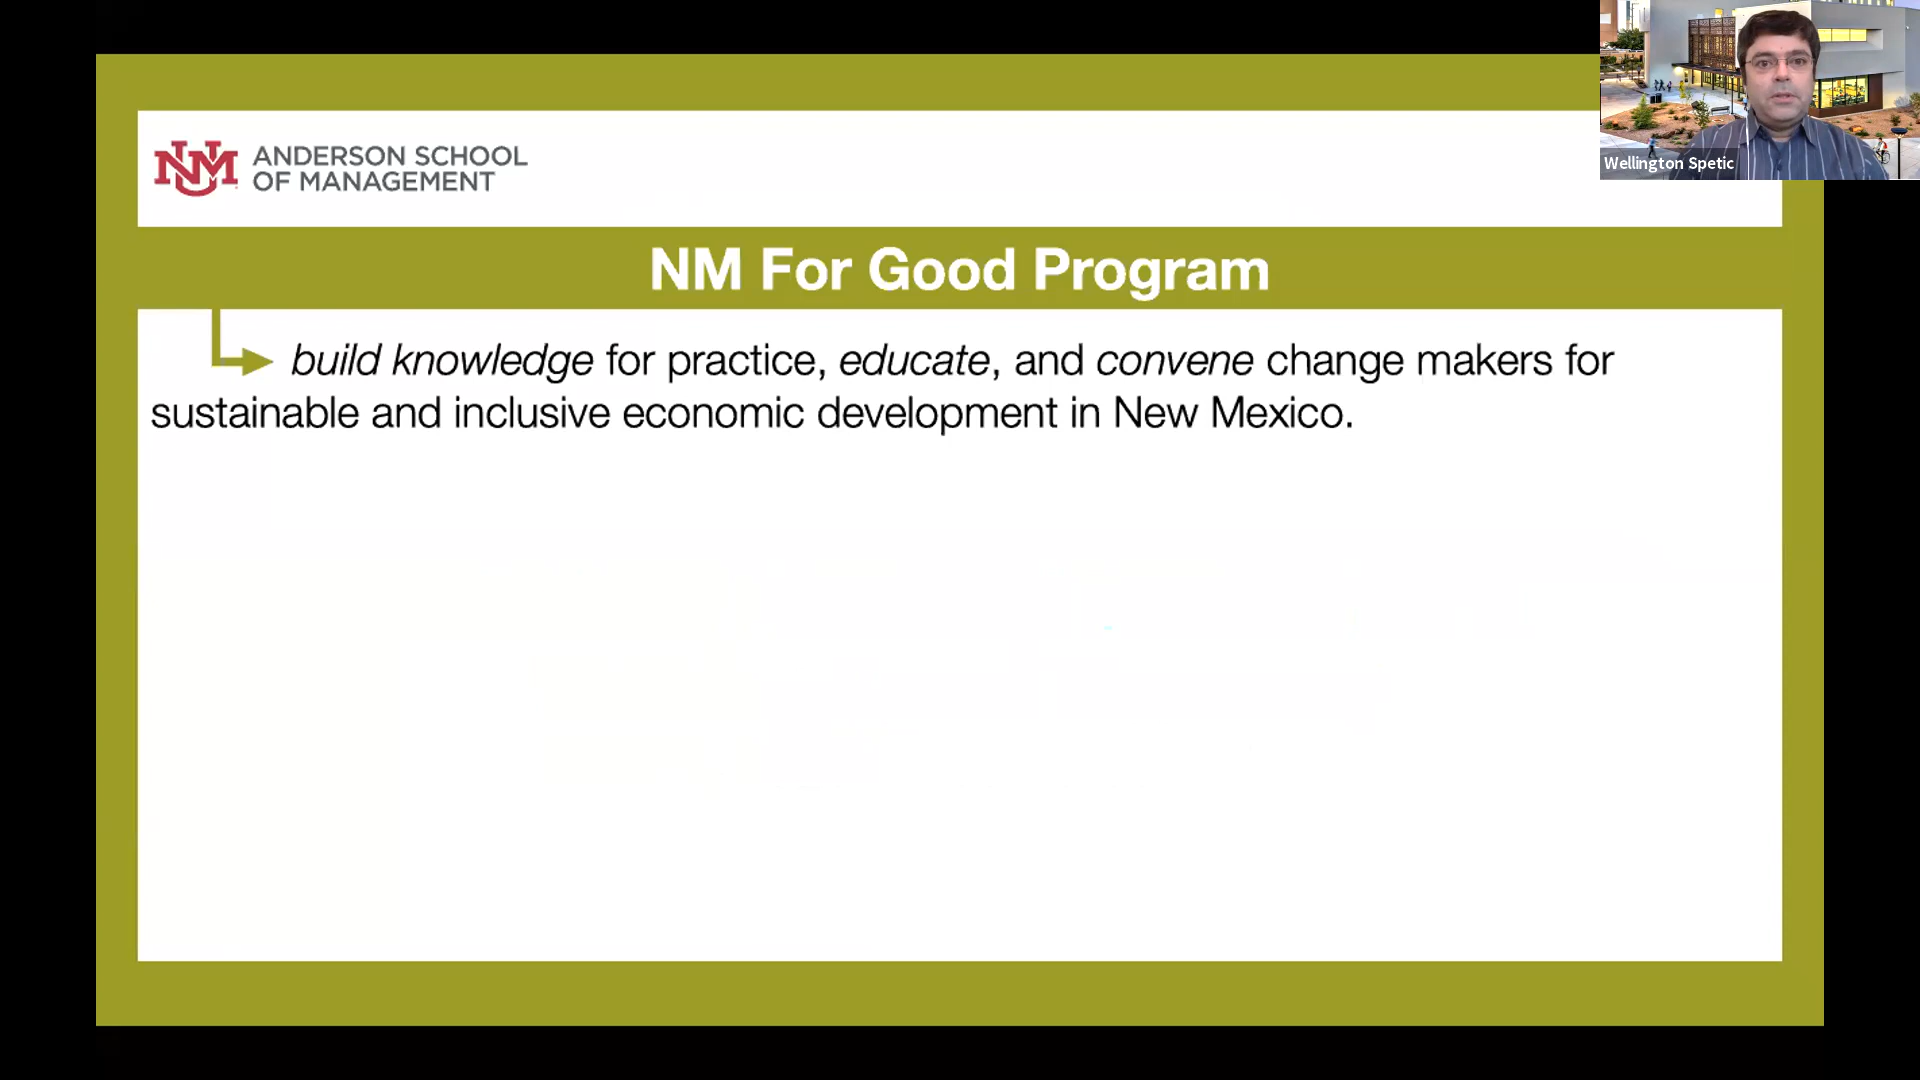 Wellington Spetic
UNM
ANDERSON SCHOOL
OF MANAGEMENT
NM For Good Program
build knowledge for practice, educate, and convene change makers for
sustainable and inclusive economic development in New Mexico.